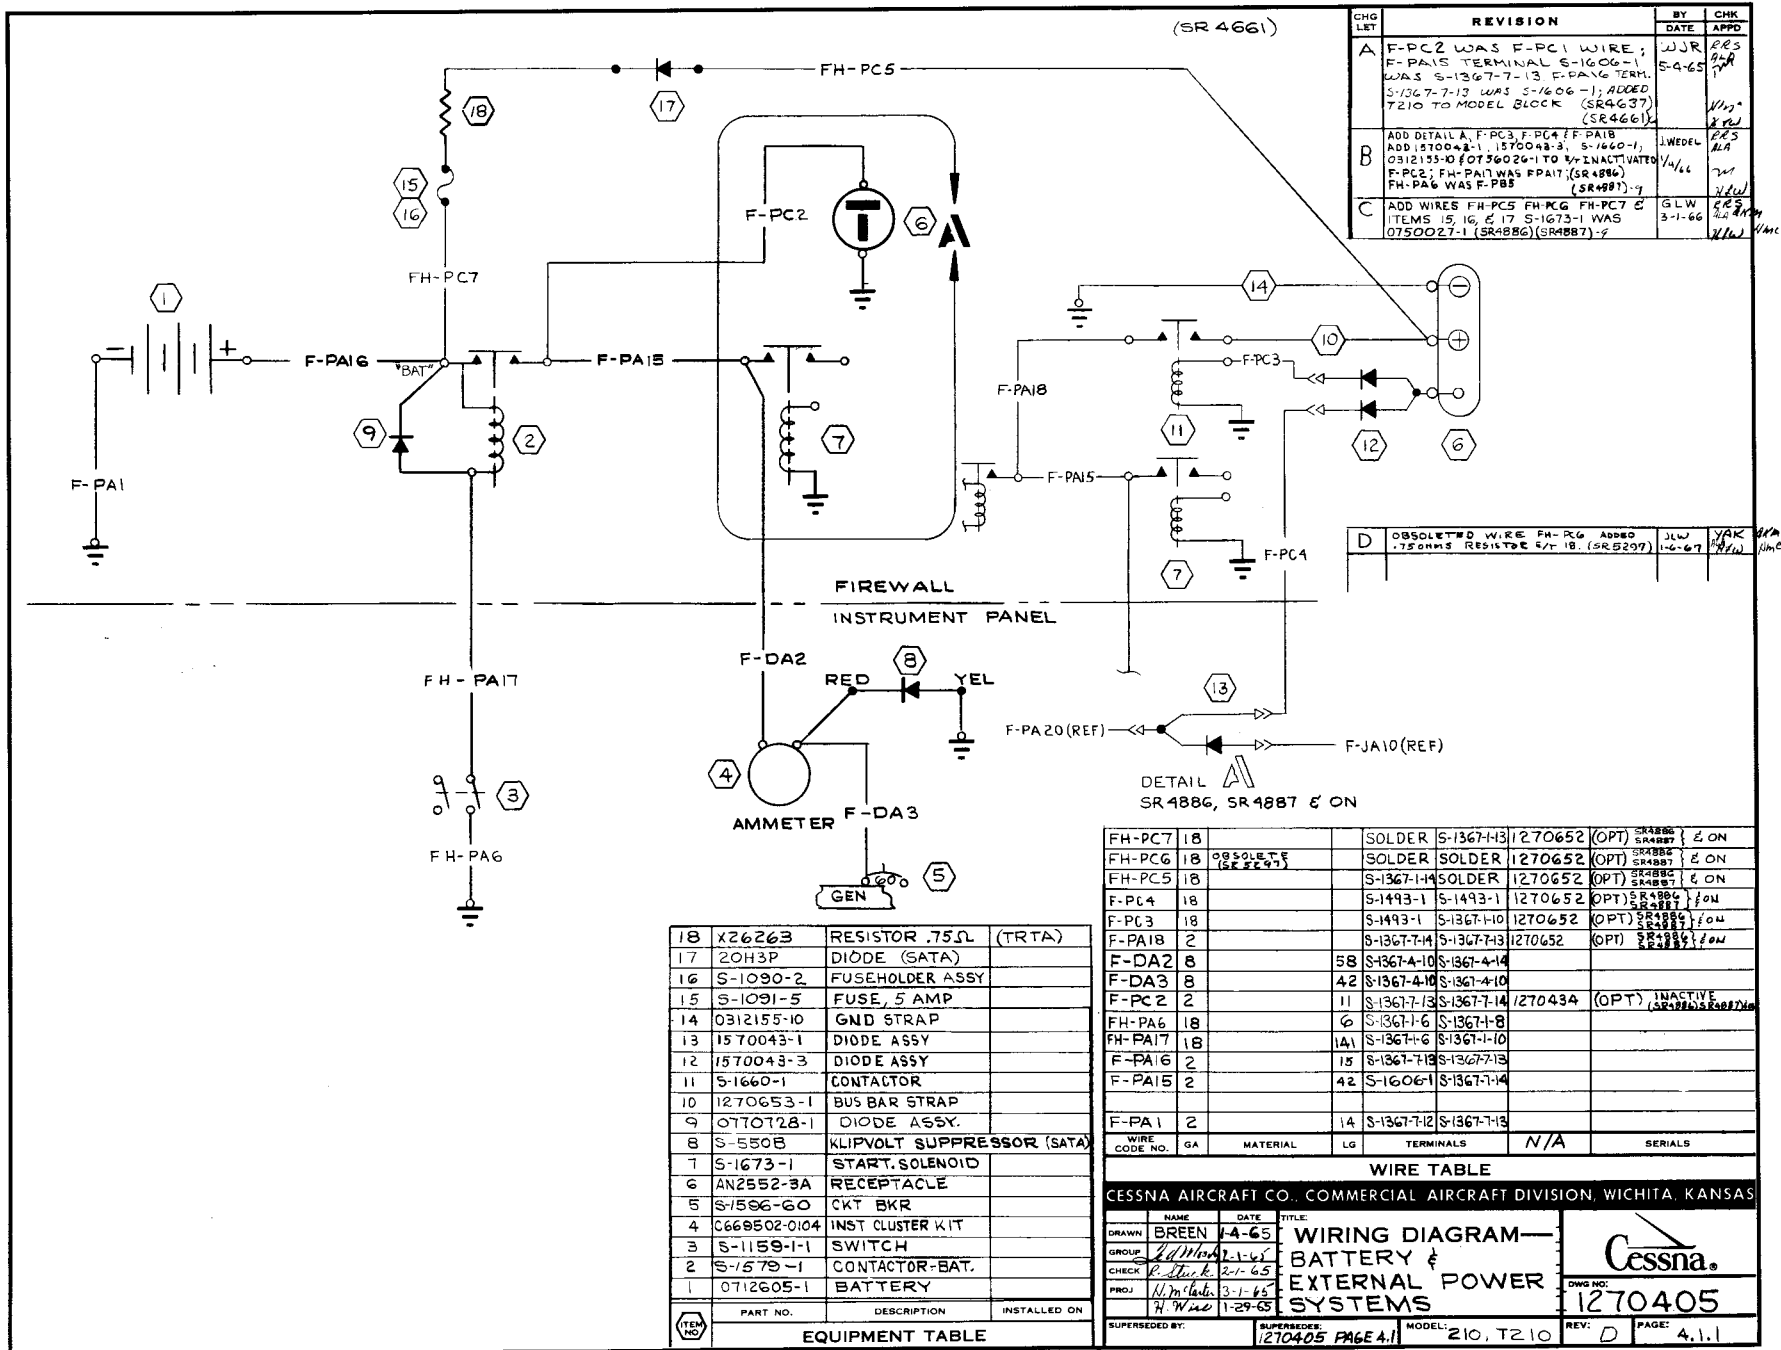 (SR 4661)
CHG LET REVISION BY DATE CHK APPD
A F-PC2 WAS F-PC1 WIRE; WJR RRS
F-PA15 TERMINAL S-1606-1 5-4-65
WAS S-1367-7-13. F-PA16 TERM.
S-1367-7-13 WAS S-1606-1; ADDED
T210 TO MODEL BLOCK (SR4637)
(SR4661)
B ADD DETAIL A, F-PC3, F-PC4 & F-PA18 J.WEDEL RRS
ADD 1570043-1, 1570043-3, S-1660-1, 1/4/66 ALA
0312155-10 & 0756026-1 TO E/T INACTIVATED
F-PC2; FH-PA17 WAS FPA17; (SR4886)
FH-PA6 WAS F-PB5 (SR4887)-9
C ADD WIRES FH-PC5 FH-PC6 FH-PC7 & GLW RRS
ITEMS 15, 16, & 17 S-1673-1 WAS 3-1-66
0750027-1 (SR4886)(SR4887)-9
D OBSOLETED WIRE FH-PC6 ADDED JLW YAK
.75 OHMS RESISTOR E/T 18. (SR5297) 1-6-67
FH-PC5
18
17
15
16
F-PC2
6
A
FH-PC7
1
14
−
− +
F-PA16
"BAT"
F-PA15
10
+
F-PC3
F-PA18
9
2
7
11
12
6
F-PA1
F-PA15
F-PC4
7
FIREWALL
INSTRUMENT PANEL
F-DA2
8
FH-PA17
RED YEL
13
F-PA20(REF)
F-JA10(REF)
4
3
DETAIL A
SR4886, SR4887 & ON
AMMETER
F-DA3
FH-PA6
60
5
GEN
18 X26263 RESISTOR .75Ω (TRTA)
17 20H3P DIODE (SATA)
16 S-1090-2 FUSEHOLDER ASSY
15 S-1091-5 FUSE, 5 AMP
14 0312155-10 GND STRAP
13 1570043-1 DIODE ASSY
12 1570043-3 DIODE ASSY
11 S-1660-1 CONTACTOR
10 1270653-1 BUS BAR STRAP
9 0770728-1 DIODE ASSY.
8 S-550B KLIPVOLT SUPPRESSOR (SATA)
7 S-1673-1 START. SOLENOID
6 AN2552-3A RECEPTACLE
5 S-1596-60 CKT BKR
4 C669502-0104 INST CLUSTER KIT
3 S-1159-1-1 SWITCH
2 S-1579-1 CONTACTOR-BAT.
1 0712605-1 BATTERY
ITEM NO PART NO. DESCRIPTION INSTALLED ON
EQUIPMENT TABLE
FH-PC7 18 SOLDER S-1367-1-13 1270652 (OPT) SR4886 SR4887 } & ON
FH-PC6 18 OBSOLETE (SR5297) SOLDER SOLDER 1270652 (OPT) SR4886 SR4887 } & ON
FH-PC5 18 S-1367-1-14 SOLDER 1270652 (OPT) SR4886 SR4887 } & ON
F-PC4 18 S-1493-1 S-1493-1 1270652 (OPT) SR4886 SR4887 } & ON
F-PC3 18 S-1493-1 S-1367-1-10 1270652 (OPT) SR4886 SR4887 } & ON
F-PA18 2 S-1367-7-14 S-1367-7-13 1270652 (OPT) SR4886 SR4887 } & ON
F-DA2 8 58 S-1367-4-10 S-1367-4-14
F-DA3 8 42 S-1367-4-10 S-1367-4-10
F-PC2 2 11 S-1367-7-13 S-1367-7-14 1270434 (OPT) INACTIVE (SR4886)(SR4887)&ON
FH-PA6 18 6 S-1367-1-6 S-1367-1-8
FH-PA17 18 141 S-1367-1-6 S-1367-1-10
F-PA16 2 15 S-1367-7-13 S-1367-7-13
F-PA15 2 42 S-1606-1 S-1367-7-14
F-PA1 2 14 S-1367-7-12 S-1367-7-13
WIRE CODE NO. GA MATERIAL LG TERMINALS N/A SERIALS
WIRE TABLE
CESSNA AIRCRAFT CO., COMMERCIAL AIRCRAFT DIVISION, WICHITA, KANSAS
NAME DATE
DRAWN BREEN 1-4-65
GROUP 2-1-65
CHECK R. Stuck 2-1-65
PROJ 3-1-65
H. Wise 1-29-65
TITLE:
WIRING DIAGRAM—
BATTERY &
EXTERNAL POWER
SYSTEMS
Cessna®
DWG NO:
1270405
SUPERSEDED BY: SUPERSEDES: 1270405 PAGE 4.1 MODEL: 210, T210 REV: D PAGE: 4.1.1